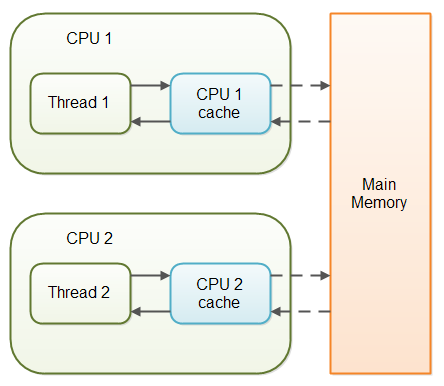 CPU 1
Thread 1
CPU 1
cache
Main
Memory
CPU 2
Thread 2
CPU 2
cache